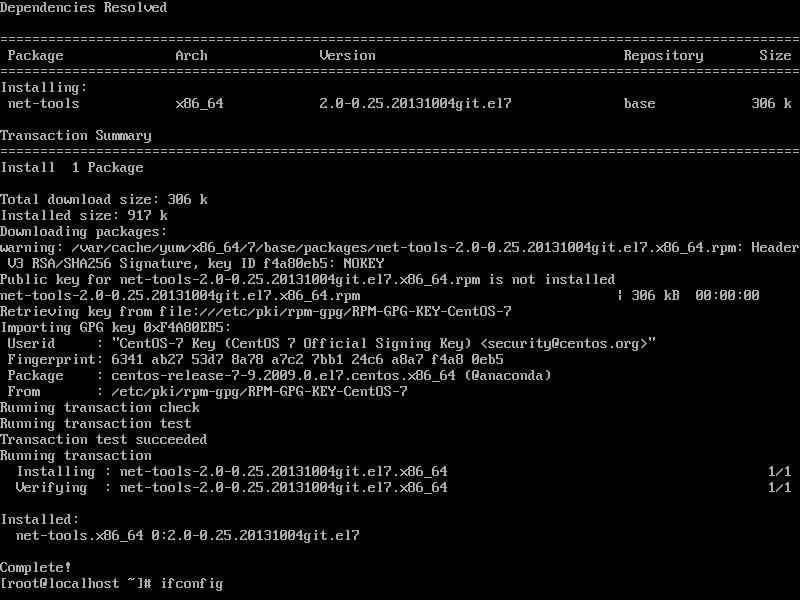 Dependencies Resolved
================================================================================
 Package              Arch              Version                               Repository       Size
================================================================================
Installing:
 net-tools            x86_64            2.0-0.25.20131004git.el7              base            306 k

Transaction Summary
================================================================================
Install  1 Package

Total download size: 306 k
Installed size: 917 k
Downloading packages:
warning: /var/cache/yum/x86_64/7/base/packages/net-tools-2.0-0.25.20131004git.el7.x86_64.rpm: Header
 V3 RSA/SHA256 Signature, key ID f4a80eb5: NOKEY
Public key for net-tools-2.0-0.25.20131004git.el7.x86_64.rpm is not installed
net-tools-2.0-0.25.20131004git.el7.x86_64.rpm                                | 306 kB  00:00:00
Retrieving key from file:///etc/pki/rpm-gpg/RPM-GPG-KEY-CentOS-7
Importing GPG key 0xF4A80EB5:
 Userid     : "CentOS-7 Key (CentOS 7 Official Signing Key) <security@centos.org>"
 Fingerprint: 6341 ab27 53d7 8a78 a7c2 7bb1 24c6 a8a7 f4a8 0eb5
 Package    : centos-release-7-9.2009.0.el7.centos.x86_64 (@anaconda)
 From       : /etc/pki/rpm-gpg/RPM-GPG-KEY-CentOS-7
Running transaction check
Running transaction test
Transaction test succeeded
Running transaction
  Installing : net-tools-2.0-0.25.20131004git.el7.x86_64                                        1/1
  Verifying  : net-tools-2.0-0.25.20131004git.el7.x86_64                                        1/1

Installed:
  net-tools.x86_64 0:2.0-0.25.20131004git.el7

Complete!
[root@localhost ~]# ifconfig